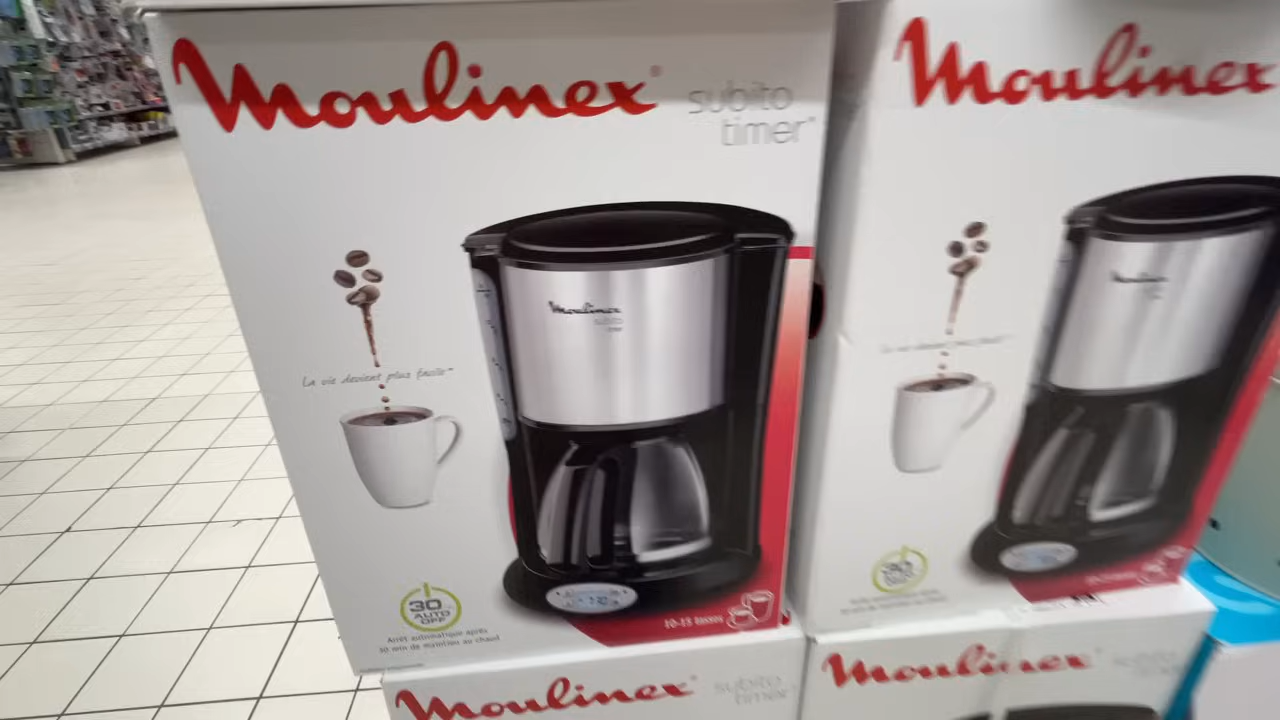 Moulinex
subito
timer
Moulinex
subito
La vie devient plus facile
30
AUTO
OFF
Arrêt automatique après
30 min de maintien au chaud
10-15 tasses
Moulinex
Moulinex
Moulinex
subito
timer
Moulinex
subito